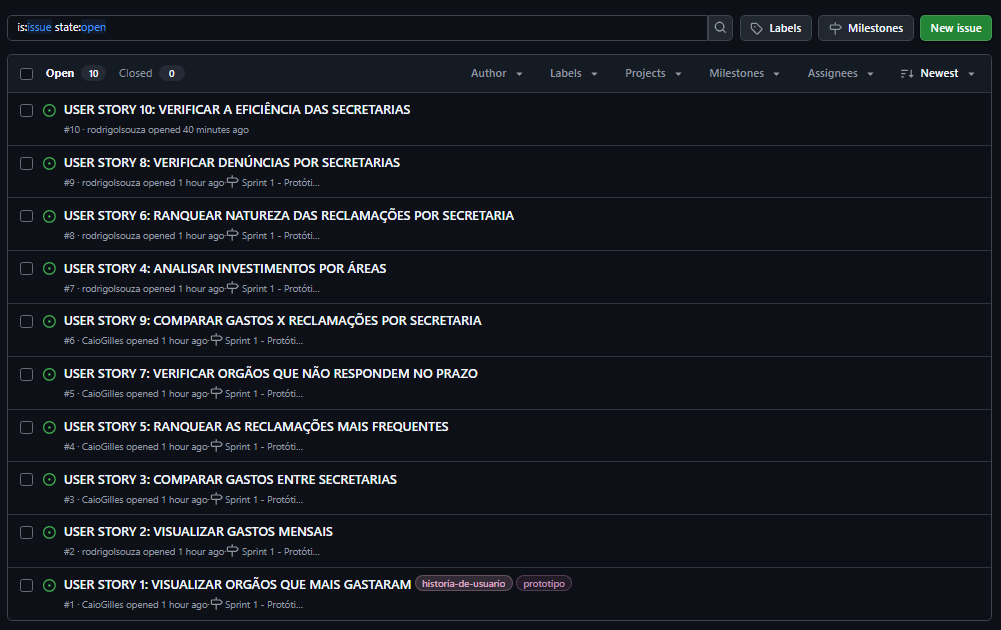 is:issue state:open
Labels
Milestones
New issue
Open 10 Closed 0
Author Labels Projects Milestones Assignees Newest
USER STORY 10: VERIFICAR A EFICIÊNCIA DAS SECRETARIAS
#10 · rodrigolsouza opened 40 minutes ago
USER STORY 8: VERIFICAR DENÚNCIAS POR SECRETARIAS
#9 · rodrigolsouza opened 1 hour ago · Sprint 1 - Protóti...
USER STORY 6: RANQUEAR NATUREZA DAS RECLAMAÇÕES POR SECRETARIA
#8 · rodrigolsouza opened 1 hour ago · Sprint 1 - Protóti...
USER STORY 4: ANALISAR INVESTIMENTOS POR ÁREAS
#7 · rodrigolsouza opened 1 hour ago · Sprint 1 - Protóti...
USER STORY 9: COMPARAR GASTOS X RECLAMAÇÕES POR SECRETARIA
#6 · CaioGilles opened 1 hour ago · Sprint 1 - Protóti...
USER STORY 7: VERIFICAR ORGÃOS QUE NÃO RESPONDEM NO PRAZO
#5 · CaioGilles opened 1 hour ago · Sprint 1 - Protóti...
USER STORY 5: RANQUEAR AS RECLAMAÇÕES MAIS FREQUENTES
#4 · CaioGilles opened 1 hour ago · Sprint 1 - Protóti...
USER STORY 3: COMPARAR GASTOS ENTRE SECRETARIAS
#3 · CaioGilles opened 1 hour ago · Sprint 1 - Protóti...
USER STORY 2: VISUALIZAR GASTOS MENSAIS
#2 · rodrigolsouza opened 1 hour ago · Sprint 1 - Protóti...
USER STORY 1: VISUALIZAR ORGÃOS QUE MAIS GASTARAM historia-de-usuario prototipo
#1 · CaioGilles opened 1 hour ago · Sprint 1 - Protóti...